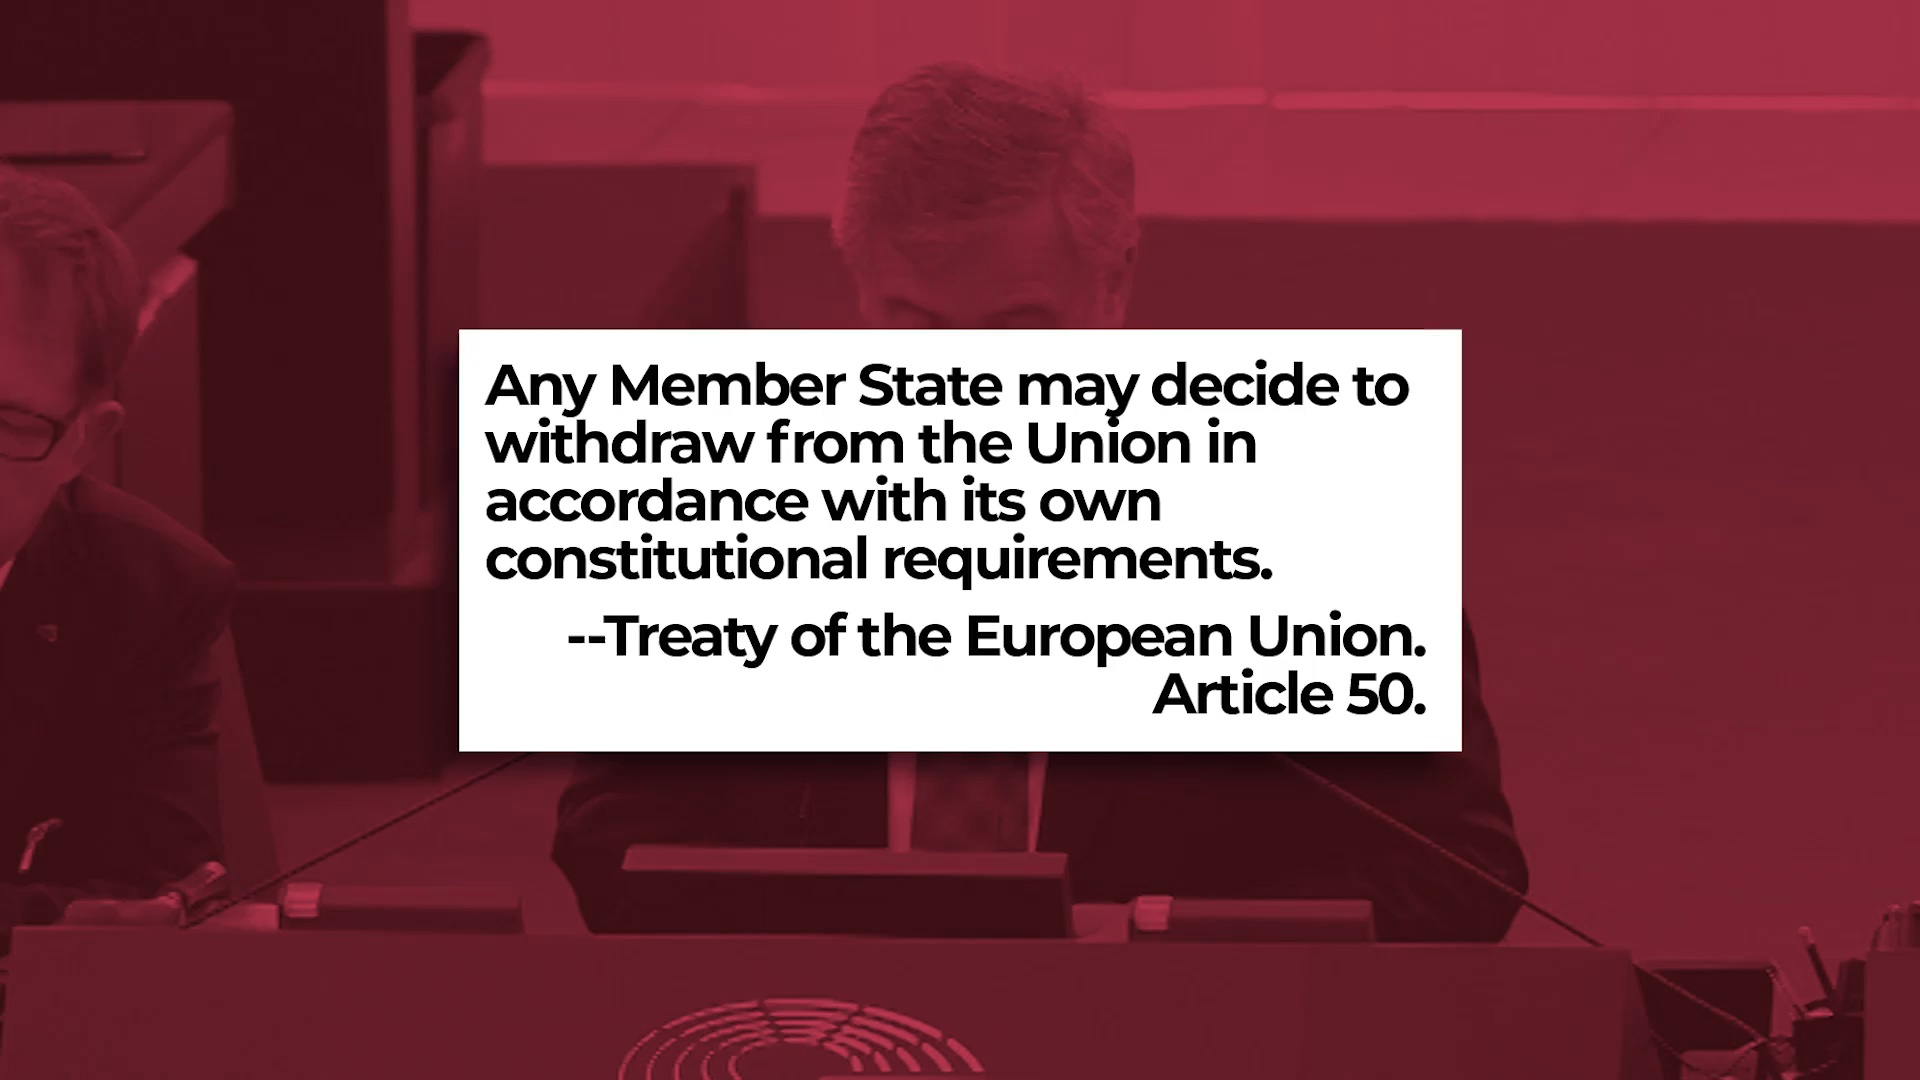 Any Member State may decide to
withdraw from the Union in
accordance with its own
constitutional requirements.
--Treaty of the European Union.
Article 50.